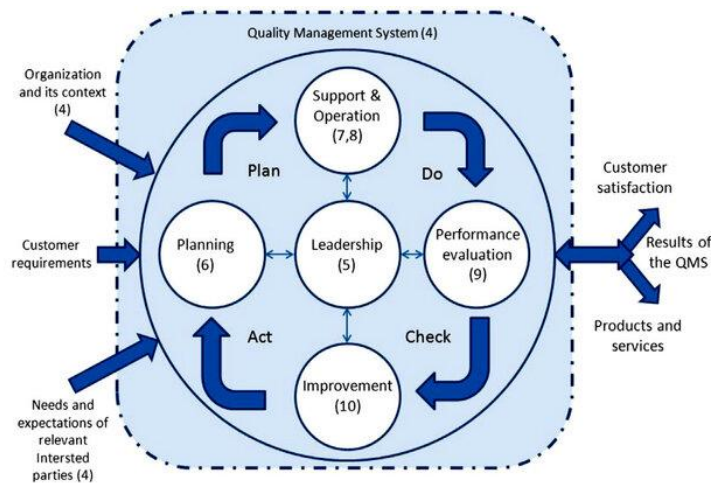 Quality Management System (4)
Organization
and its context
(4)
Support &
Operation
(7,8)
Plan
Do
Customer
satisfaction
Customer
requirements
Planning
(6)
Leadership
(5)
Performance
evaluation
(9)
Results of
the QMS
Act
Check
Products and
services
Improvement
(10)
Needs and
expectations of
relevant
Intersted
parties (4)